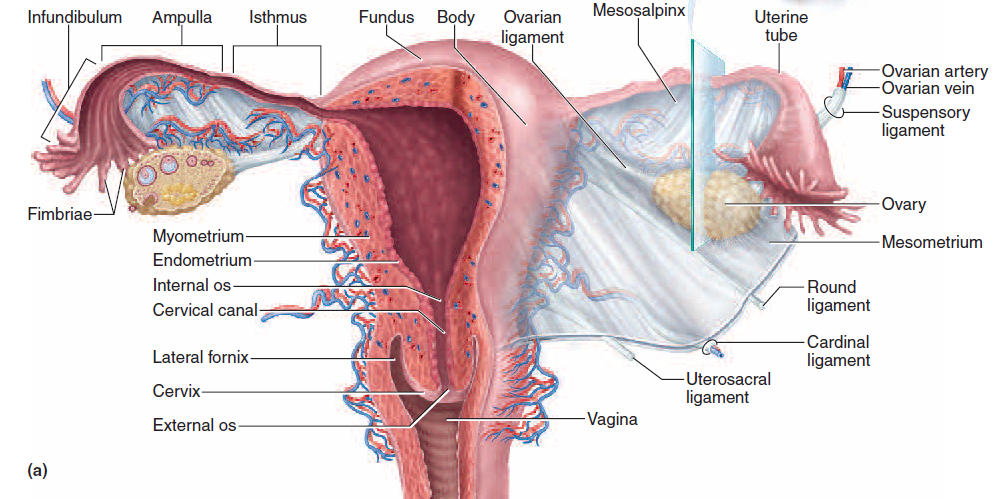 Infundibulum
Ampulla
Isthmus
Fundus
Body
Ovarian
ligament
Mesosalpinx
Uterine
tube
Ovarian artery
Ovarian vein
Suspensory
ligament
Fimbriae
Ovary
Myometrium
Mesometrium
Endometrium
Internal os
Round
ligament
Cervical canal
Cardinal
ligament
Lateral fornix
Uterosacral
ligament
Cervix
Vagina
External os
(a)